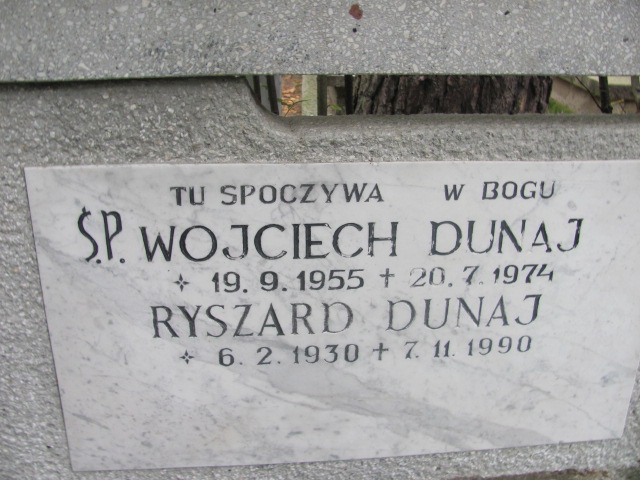 TU SPOCZYWA W BOGU
Ś.P. WOJCIECH DUNAJ
19.9.1955 † 20.7.1974
RYSZARD DUNAJ
6.2.1930 † 7.11.1990